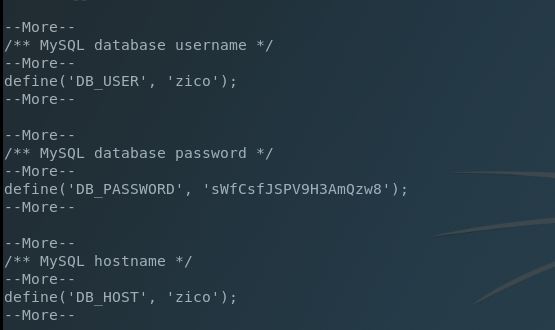 --More--
/** MySQL database username */
--More--
define('DB_USER', 'zico');
--More--
--More--
/** MySQL database password */
--More--
define('DB_PASSWORD', 'sWfCsfJSPV9H3AmQzw8');
--More--
--More--
/** MySQL hostname */
--More--
define('DB_HOST', 'zico');
--More--